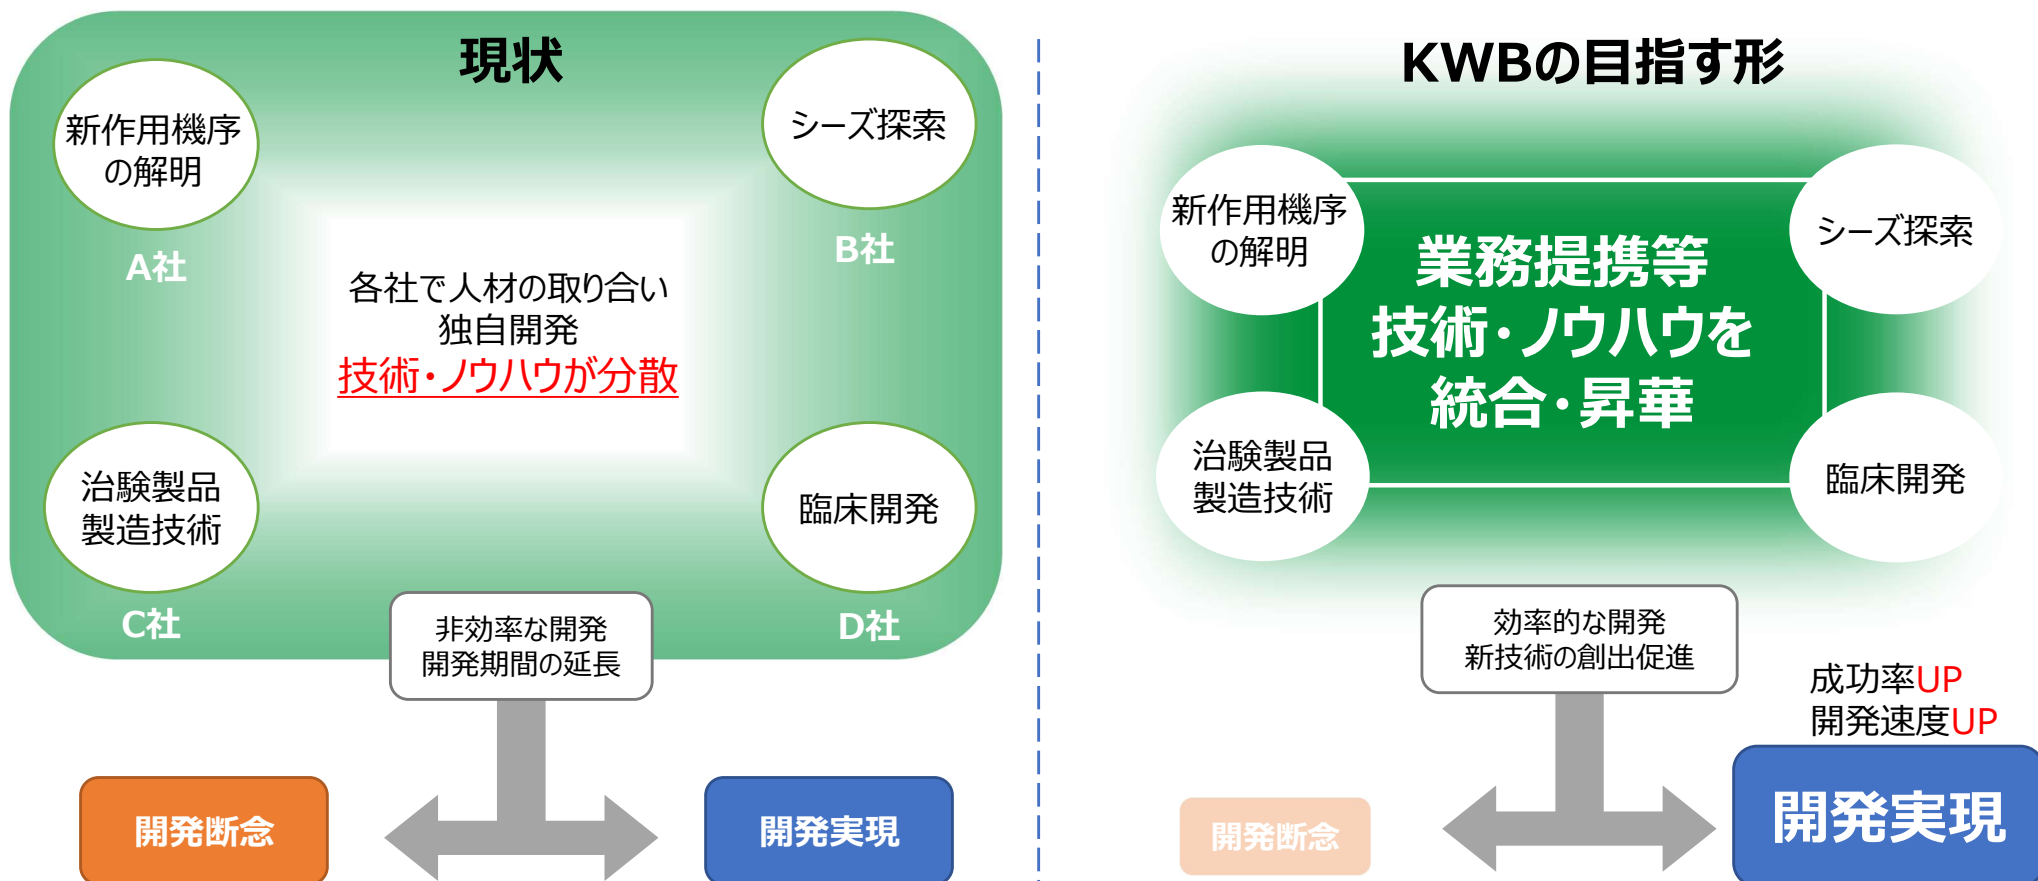 現状
新作用機序
の解明
A社
シーズ探索
B社
各社で人材の取り合い
独自開発
技術・ノウハウが分散
治験製品
製造技術
C社
臨床開発
D社
非効率な開発
開発期間の延長
開発断念
開発実現
KWBの目指す形
新作用機序
の解明
シーズ探索
業務提携等
技術・ノウハウを
統合・昇華
治験製品
製造技術
臨床開発
効率的な開発
新技術の創出促進
成功率UP
開発速度UP
開発断念
開発実現